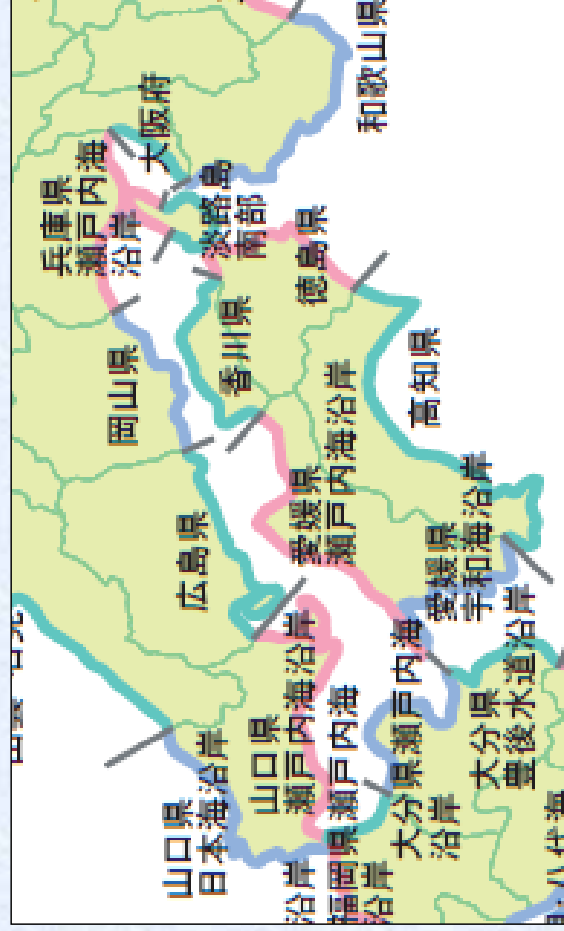 和歌山県
大阪府
兵庫県
瀬戸内海
沿岸
淡路島
南部
徳島県
香川県
岡山県
高知県
愛媛県
瀬戸内海沿岸
広島県
愛媛県
宇和海沿岸
山口県
瀬戸内海沿岸
大分県
豊後水道沿岸
大分県瀬戸内海
沿岸
福岡県瀬戸内海
沿岸
山口県
日本海沿岸
沿岸
八代海